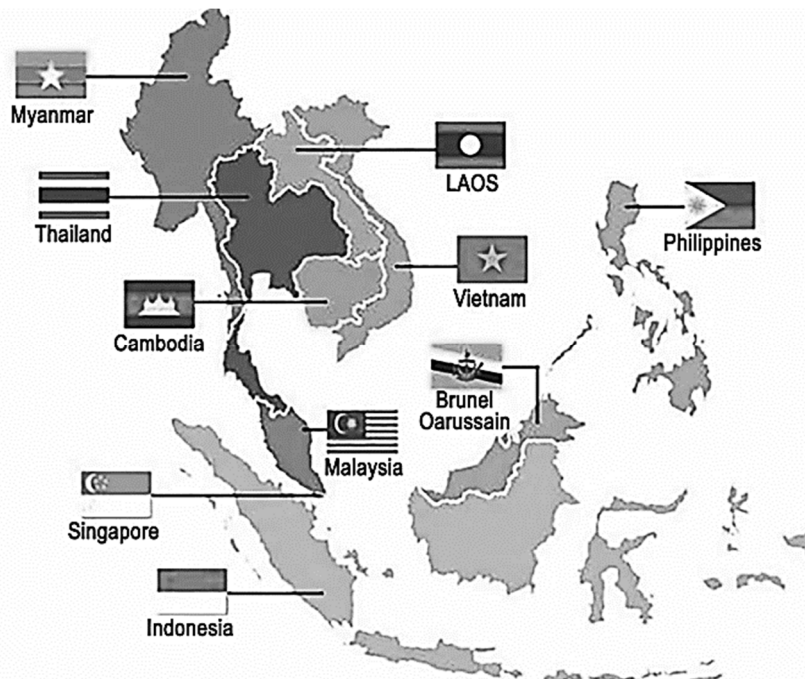 Myanmar
LAOS
Thailand
Philippines
Vietnam
Cambodia
Brunel
Oarussain
Malaysia
Singapore
Indonesia